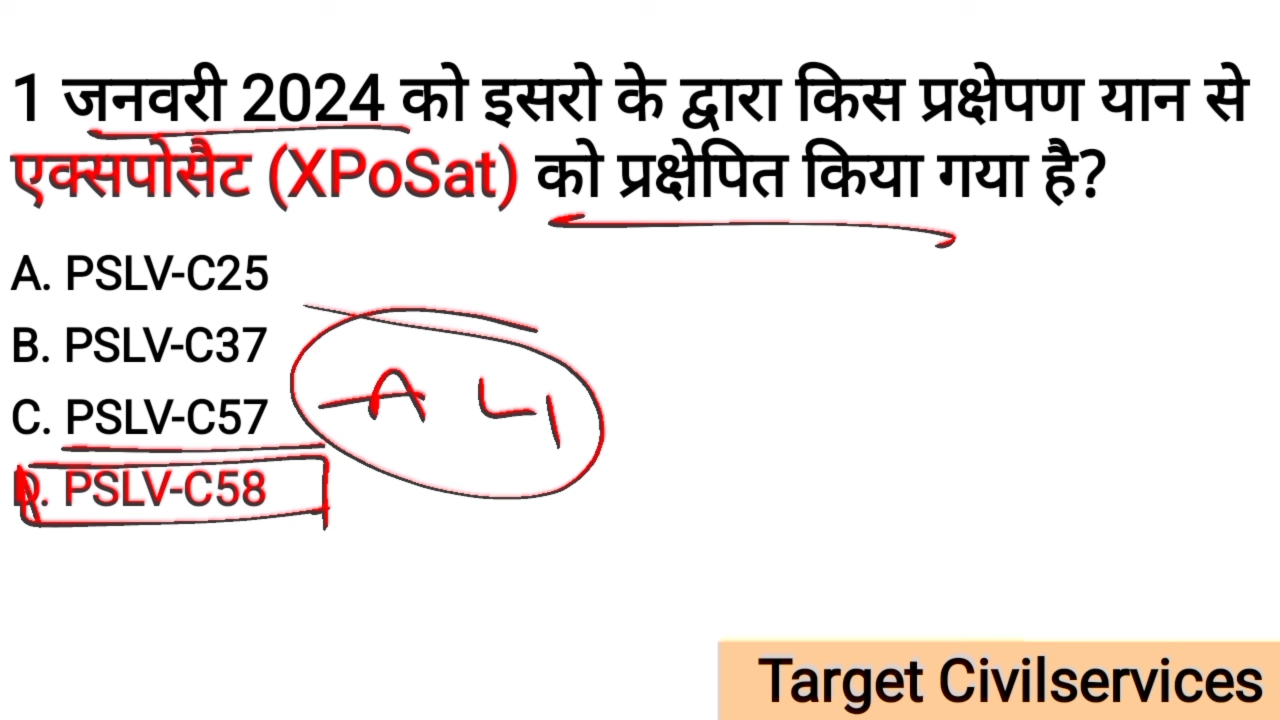 1 जनवरी 2024 को इसरो के द्वारा किस प्रक्षेपण यान से
एक्सपोसैट (XPoSat) को प्रक्षेपित किया गया है?
A. PSLV-C25
B. PSLV-C37
C. PSLV-C57
D. PSLV-C58
Target Civilservices